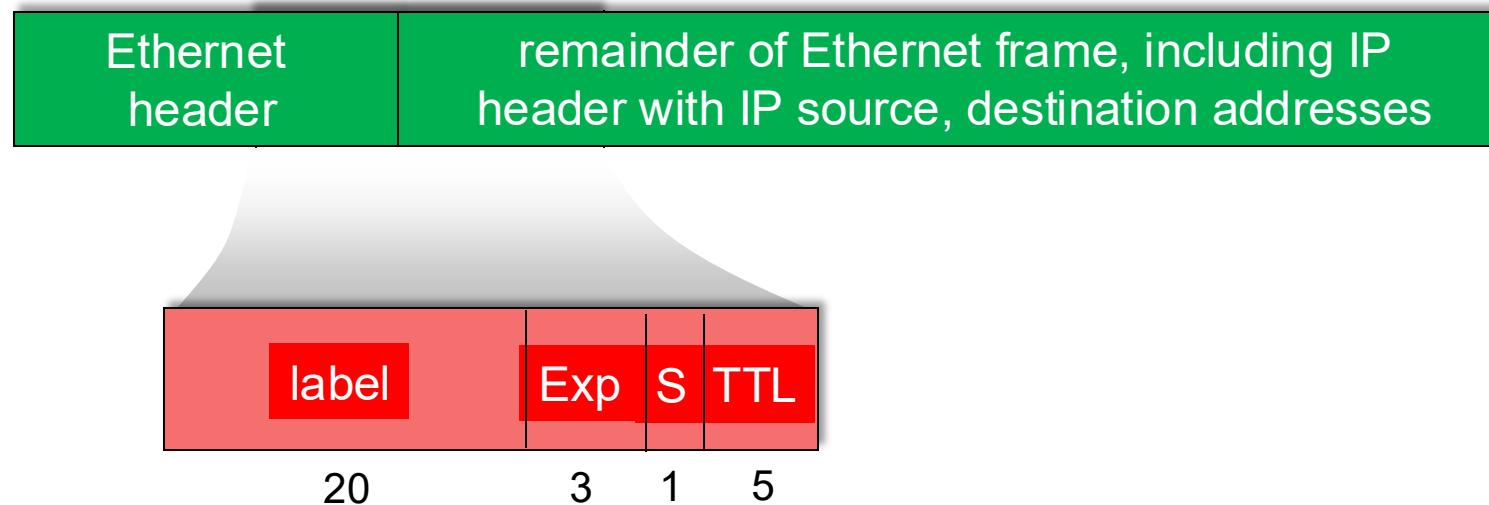 Ethernet
header
remainder of Ethernet frame, including IP
header with IP source, destination addresses
label
Exp
S
TTL
20
3
1
5